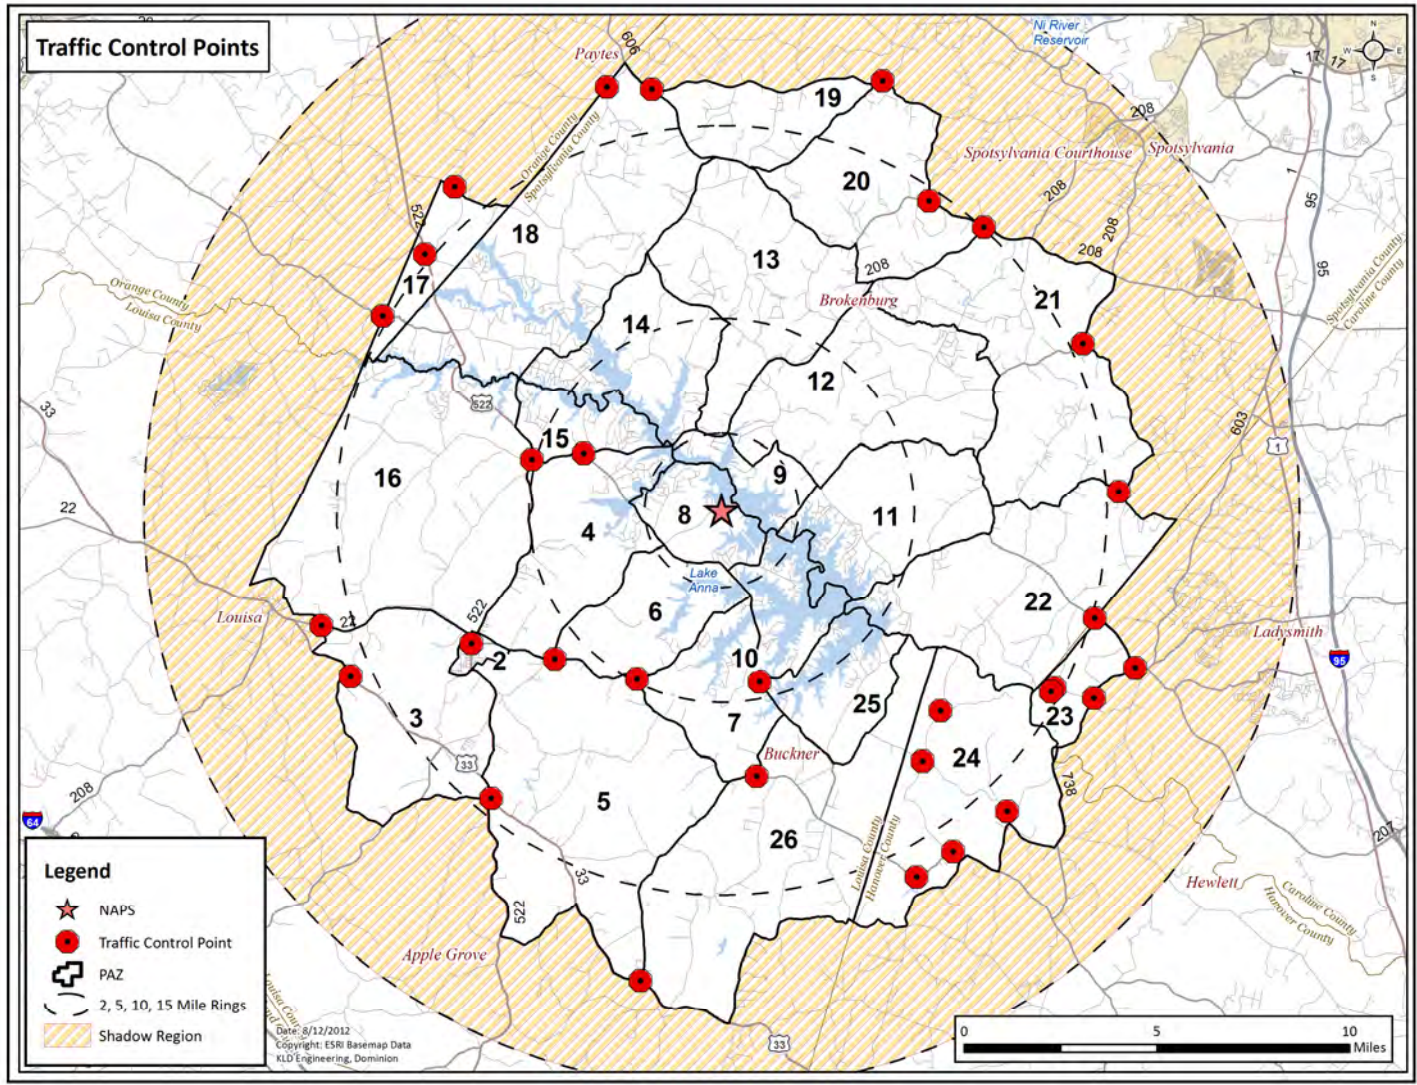 Traffic Control Points
Ni River
Reservoir
N
W
E
S
606
Paytes
17
17
1
19
208
Orange County
Spotsylvania County
Spotsylvania Courthouse
Spotsylvania
1
20
208
95
522
18
208
208
13
208
95
17
Orange County
Louisa County
Brokenburg
21
Spotsylvania County
Caroline County
14
12
33
522
603
15
1
16
9
22
8
11
4
Lake
Anna
522
6
22
Louisa
22
Ladysmith
2
10
95
25
23
3
7
Buckner
24
33
738
208
5
64
26
207
Louisa County
Hanover County
33
Hewlett
Caroline County
Hanover County
522
Apple Grove
Legend
NAPS
Traffic Control Point
PAZ
2, 5, 10, 15 Mile Rings
Shadow Region
Date: 8/12/2012
Copyright: ESRI Basemap Data
KLD Engineering, Dominion
33
0
5
10
Miles